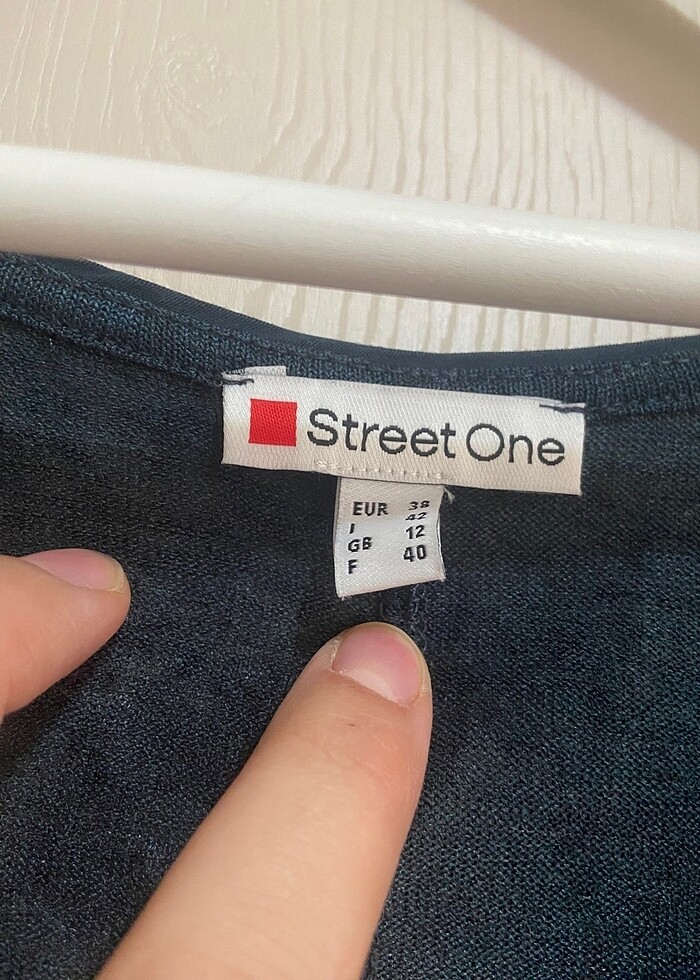 Street One
EUR 38
I 42
GB 12
F 40